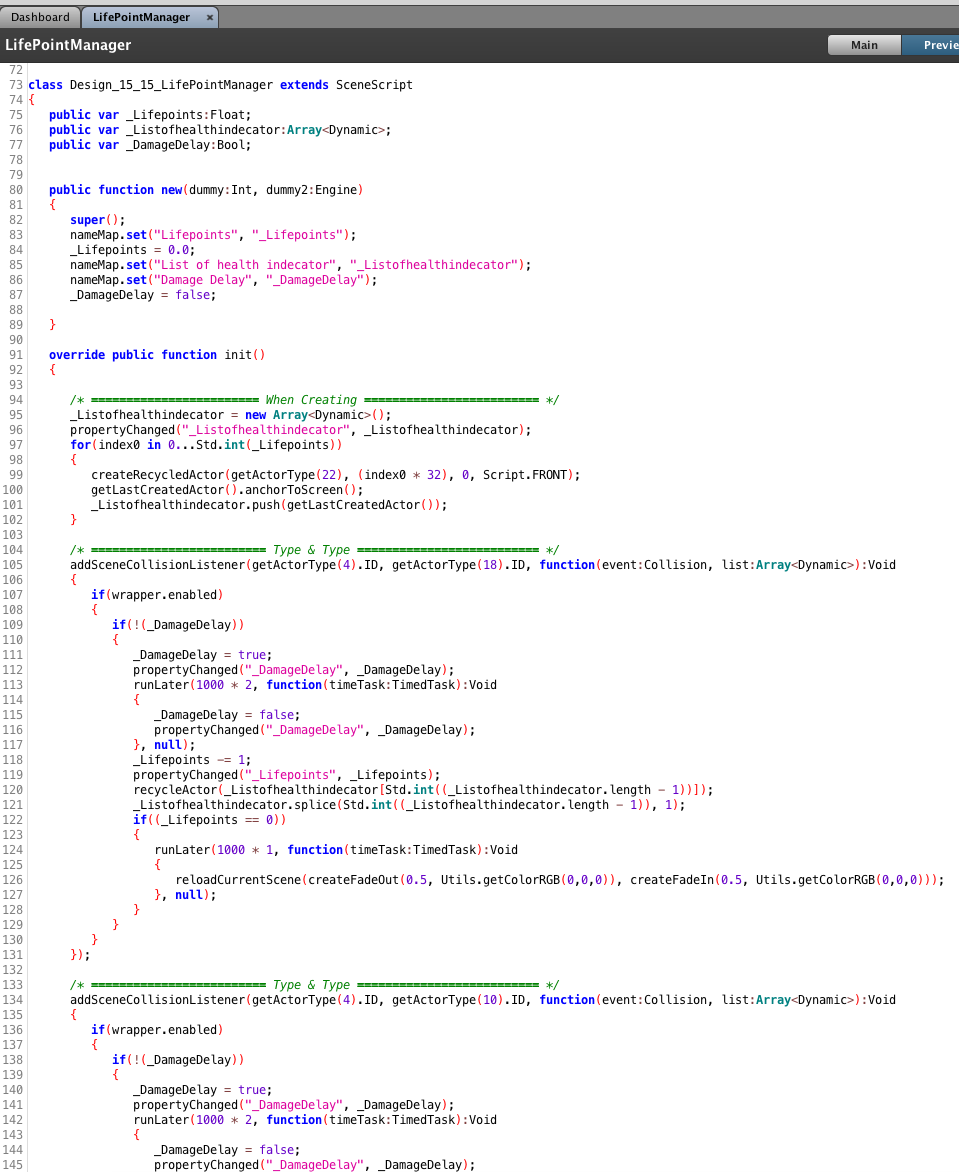 Dashboard LifePointManager ×
LifePointManager Main Previe
72
73 class Design_15_15_LifePointManager extends SceneScript
74 {
75 public var _Lifepoints:Float;
76 public var _Listofhealthindecator:Array<Dynamic>;
77 public var _DamageDelay:Bool;
78
79
80 public function new(dummy:Int, dummy2:Engine)
81 {
82 super();
83 nameMap.set("Lifepoints", "_Lifepoints");
84 _Lifepoints = 0.0;
85 nameMap.set("List of health indecator", "_Listofhealthindecator");
86 nameMap.set("Damage Delay", "_DamageDelay");
87 _DamageDelay = false;
88
89 }
90
91 override public function init()
92 {
93
94 /* ======================== When Creating ========================= */
95 _Listofhealthindecator = new Array<Dynamic>();
96 propertyChanged("_Listofhealthindecator", _Listofhealthindecator);
97 for(index0 in 0...Std.int(_Lifepoints))
98 {
99 createRecycledActor(getActorType(22), (index0 * 32), 0, Script.FRONT);
100 getLastCreatedActor().anchorToScreen();
101 _Listofhealthindecator.push(getLastCreatedActor());
102 }
103
104 /* ========================= Type & Type ========================== */
105 addSceneCollisionListener(getActorType(4).ID, getActorType(18).ID, function(event:Collision, list:Array<Dynamic>):Void
106 {
107 if(wrapper.enabled)
108 {
109 if(!(_DamageDelay))
110 {
111 _DamageDelay = true;
112 propertyChanged("_DamageDelay", _DamageDelay);
113 runLater(1000 * 2, function(timeTask:TimedTask):Void
114 {
115 _DamageDelay = false;
116 propertyChanged("_DamageDelay", _DamageDelay);
117 }, null);
118 _Lifepoints -= 1;
119 propertyChanged("_Lifepoints", _Lifepoints);
120 recycleActor(_Listofhealthindecator[Std.int((_Listofhealthindecator.length - 1))]);
121 _Listofhealthindecator.splice(Std.int((_Listofhealthindecator.length - 1)), 1);
122 if((_Lifepoints == 0))
123 {
124 runLater(1000 * 1, function(timeTask:TimedTask):Void
125 {
126 reloadCurrentScene(createFadeOut(0.5, Utils.getColorRGB(0,0,0)), createFadeIn(0.5, Utils.getColorRGB(0,0,0)));
127 }, null);
128 }
129 }
130 }
131 });
132
133 /* ========================= Type & Type ========================== */
134 addSceneCollisionListener(getActorType(4).ID, getActorType(10).ID, function(event:Collision, list:Array<Dynamic>):Void
135 {
136 if(wrapper.enabled)
137 {
138 if(!(_DamageDelay))
139 {
140 _DamageDelay = true;
141 propertyChanged("_DamageDelay", _DamageDelay);
142 runLater(1000 * 2, function(timeTask:TimedTask):Void
143 {
144 _DamageDelay = false;
145 propertyChanged("_DamageDelay", _DamageDelay);